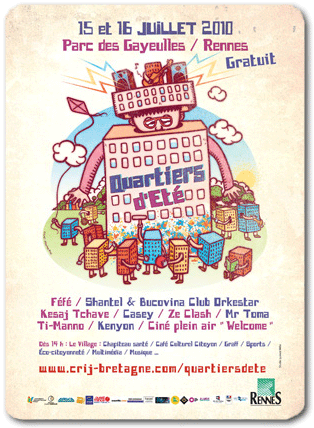 15 et 16 JUILLET 2010
Parc des Gayeulles / Rennes
Gratuit
Quartiers
d'Eté
Féfé / Shantel & Bucovina Club Orkestar
Kesaj Tchave / Casey / Ze Clash / Mr Toma
Ti-Manno / Kenyon / Ciné plein air " Welcome "
Dès 14 h : Le Village : Chapiteau santé / Café Culturel Citoyen / Graff / Sports /
Éco-citoyenneté / Multimédia / Musique ...
www.crij-bretagne.com/quartiersdete
RENNES